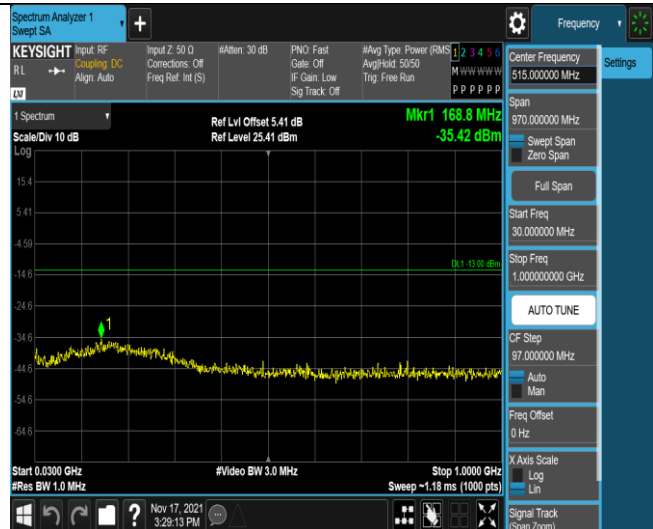 Spectrum Analyzer 1
Swept SA
Frequency
KEYSIGHT
RL
LXI
Input: RF
Coupling: DC
Align: Auto
Input Z: 50 Ω
Corrections: Off
Freq Ref: Int (S)
#Atten: 30 dB
PNO: Fast
Gate: Off
IF Gain: Low
Sig Track: Off
#Avg Type: Power (RMS
Avg|Hold: 50/50
Trig: Free Run
1 2 3 4 5 6
M W W W W W
P P P P P P
Center Frequency
515.000000 MHz
Settings
Span
970.000000 MHz
Swept Span
Zero Span
Full Span
Start Freq
30.000000 MHz
Stop Freq
1.000000000 GHz
AUTO TUNE
CF Step
97.000000 MHz
Auto
Man
Freq Offset
0 Hz
X Axis Scale
Log
Lin
Signal Track
(Span Zoom)
1 Spectrum
Scale/Div 10 dB
Log
Ref Lvl Offset 5.41 dB
Ref Level 25.41 dBm
Mkr1 168.8 MHz
-35.42 dBm
15.4
5.41
-4.59
-14.6
-24.6
-34.6
-44.6
-54.6
-64.6
DL1 -13.00 dBm
1
Start 0.0300 GHz
#Res BW 1.0 MHz
#Video BW 3.0 MHz
Stop 1.0000 GHz
Sweep ~1.18 ms (1000 pts)
?
Nov 17, 2021
3:29:13 PM